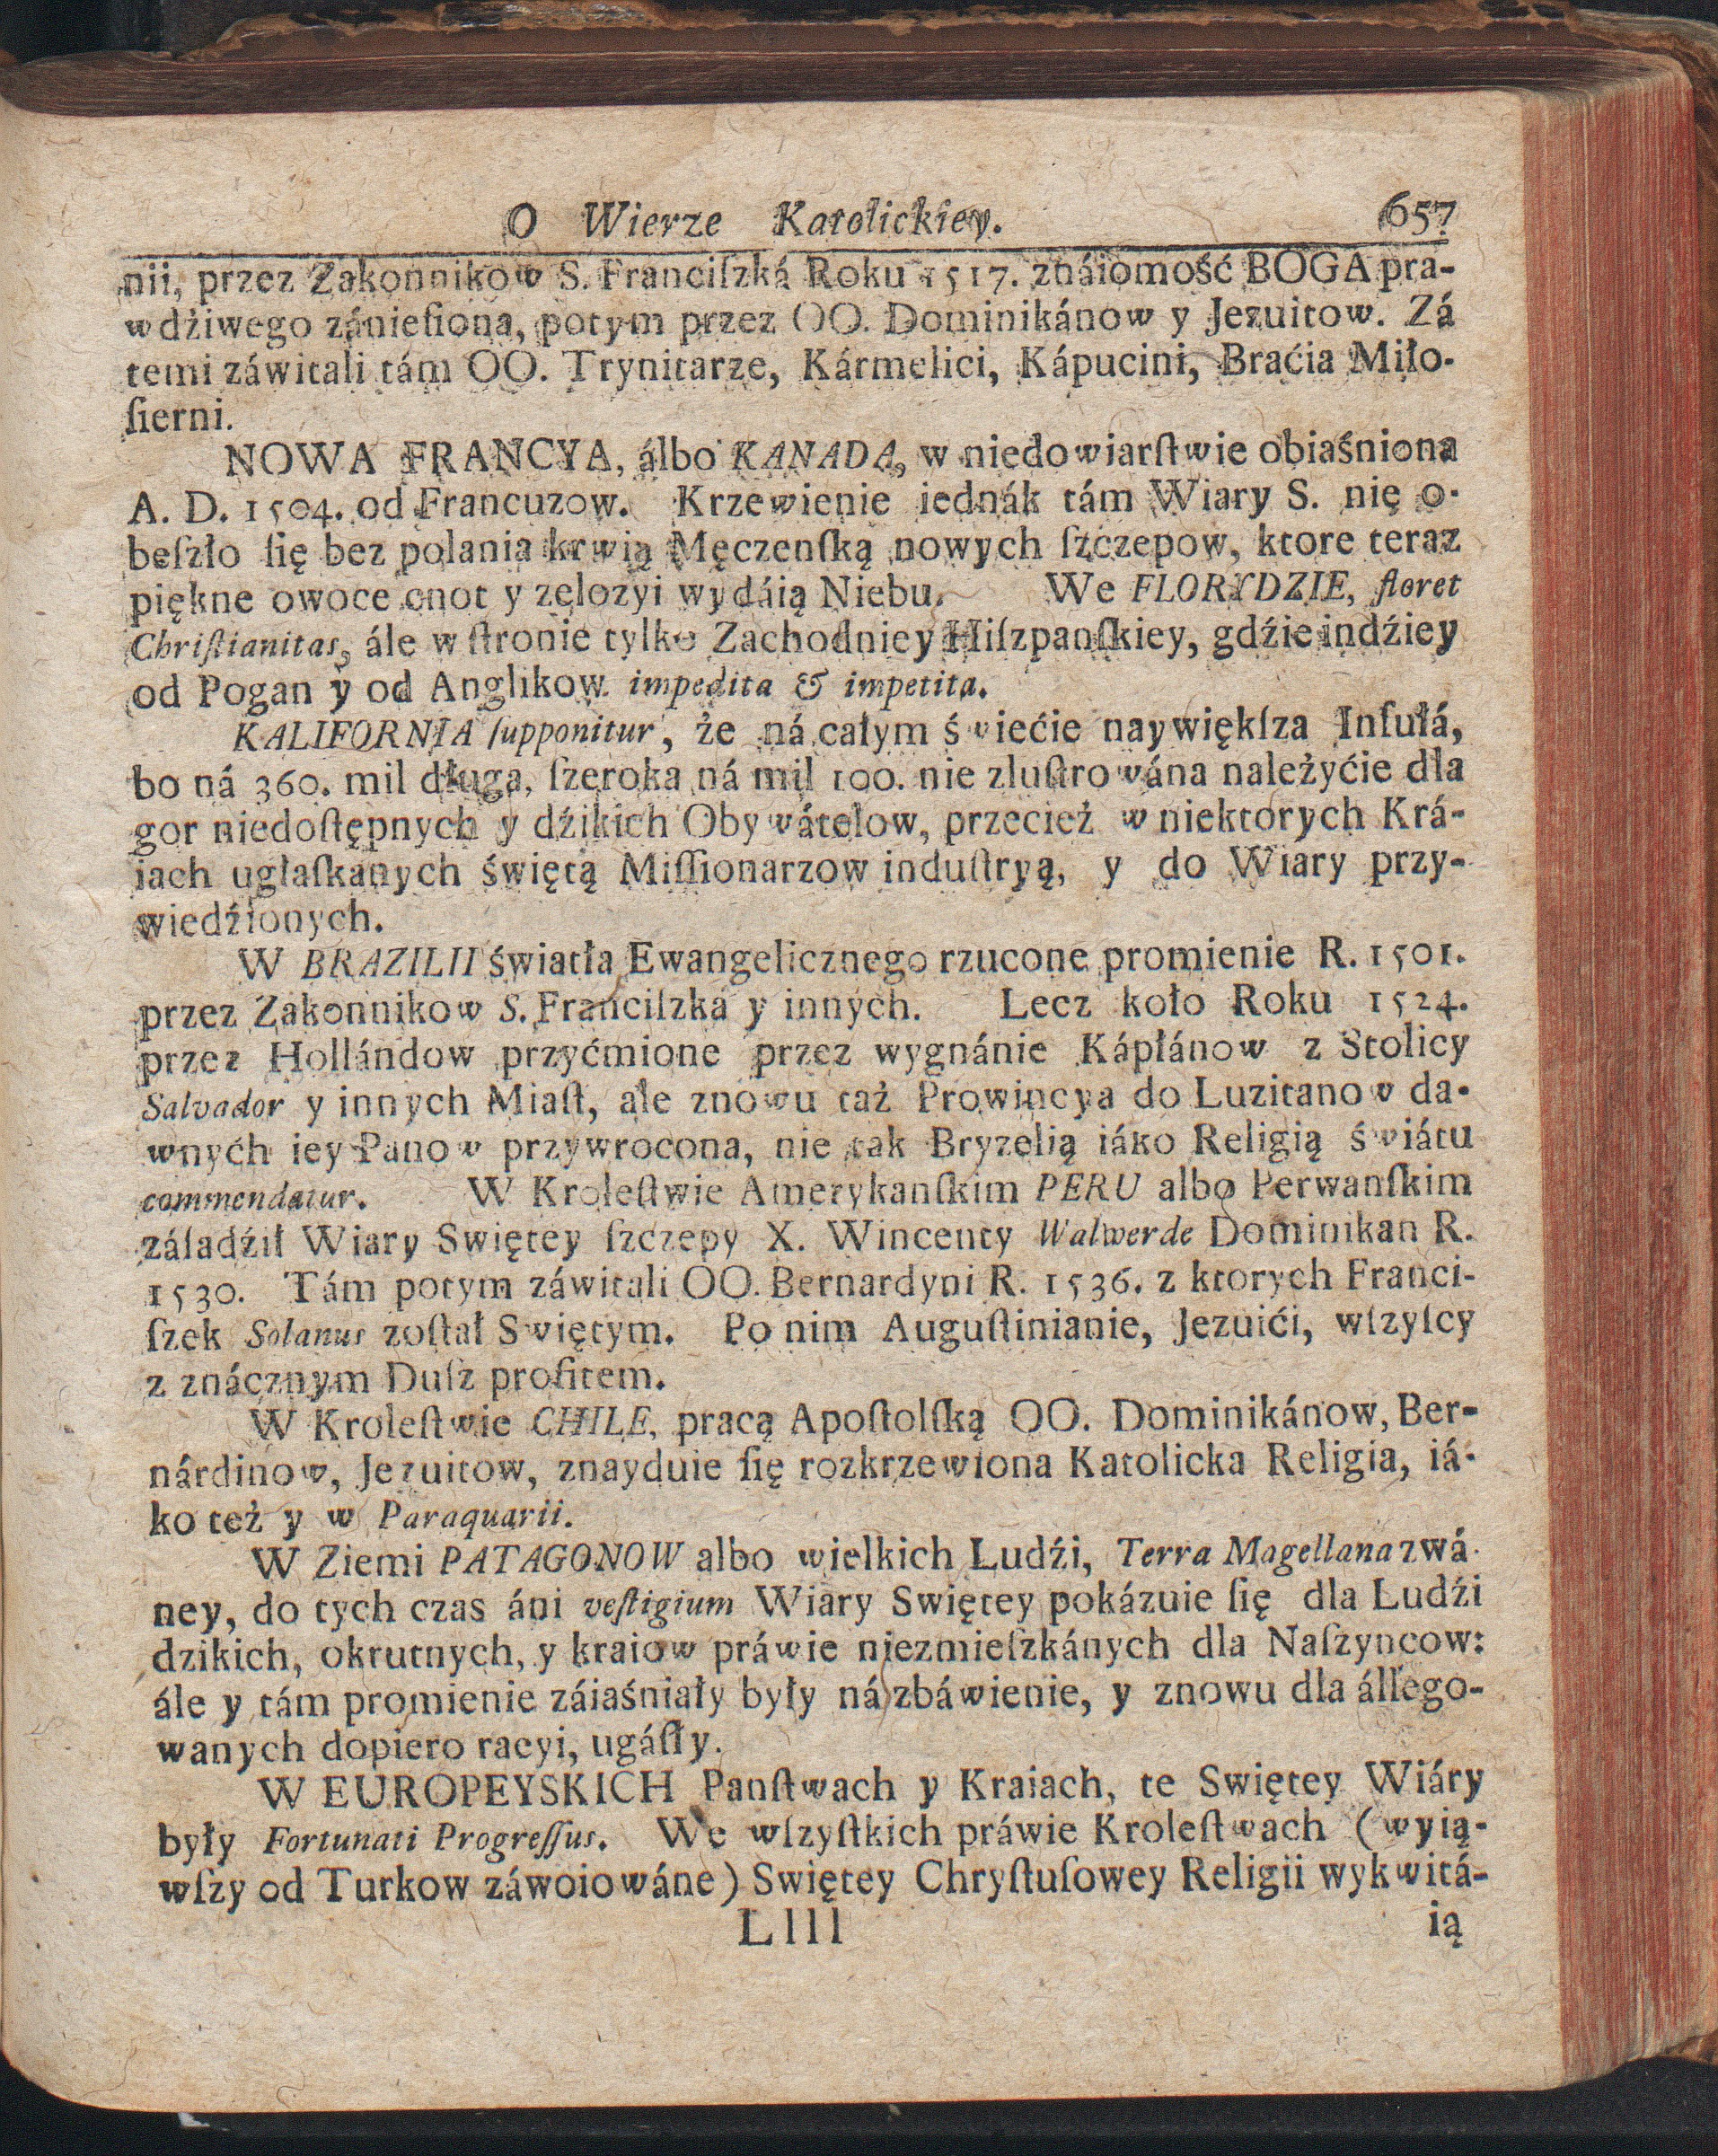 O Wierze Katolickiey. 657
nii, przez Zakonnikow S. Franciſzká Roku 1517. znáiomość BOGA pra-
wdźiwego zánieſiona, potym przez OO. Dominikánow y Jezuitow. Zá
temi záwitali tám OO. Trynitarze, Kármelici, Kápucini, Braćia Miło-
ſierni.
NOWA FRANCYA, álbo KANADA, w niedowiarſtwie obiaśniona
A. D. 1504. od Francuzow. Krzewienie iednák tám Wiary S. nię o-
beſzło ſię bez polania krwią Męczenſką nowych ſzczepow, ktore teraz
piękne owoce cnot y zelozyi wydáią Niebu. We FLORYDZIE, floret
Chriſtianitas, ále w ſtronie tylko Zachodniey Hiſzpanſkiey, gdźie indźiey
od Pogan y od Anglikow. impedita & impetita.
KALIFORNIA ſupponitur, że ná całym świećie naywiękſza Inſułá,
bo ná 360. mil długa, ſzeroka ná mil 100. nie zluſtrowána należyćie dla
gor niedoſtępnych y dźikich Obywátelow, przecież w niektorych Krá-
iach ugłaſkanych świętą Miſſionarzow induſtryą, y do Wiary przy-
wiedźionych.
W BRAZILII światła Ewangelicznego rzucone promienie R. 1501.
przez Zakonnikow S. Franciſzka y innych. Lecz koło Roku 1524.
przez Hollándow przyćmione przez wygnánie Kápłánow z Stolicy
Salvador y innych Miaſt, ale znowu taż Prowincya do Luzitanow da-
wnych iey Panow przywrocona, nie tak Bryzelią iáko Religią świátu
commendatur. W Kroleſtwie Amerykanſkim PERU albo Perwanſkim
záſadźił Wiary Swiętey ſzczepy X. Wincenty Walwerde Dominikan R.
1530. Tám potym záwitali OO. Bernardyni R. 1536. z ktorych Franci-
ſzek Solanus zoſtał Swiętym. Po nim Auguſtinianie, Jezuići, wſzyſcy
z znácznym Duſz profitem.
W Kroleſtwie CHILE, pracą Apoſtolſką OO. Dominikánow, Ber-
nárdinow, Jezuitow, znayduie ſię rozkrzewiona Katolicka Religia, iá-
ko też y w Paraquarii.
W Ziemi PATAGONOW albo wielkich Ludźi, Terra Magellana zwá-
ney, do tych czas áni veſtigium Wiary Swiętey pokázuie ſię dla Ludźi
dzikich, okrutnych, y kraiow práwie niezmieſzkánych dla Naſzyncow:
ále y tám promienie záiaśniały były ná zbáwienie, y znowu dla állego-
wanych dopiero racyi, ugáſły.
W EUROPEYSKICH Panſtwach y Kraiach, te Swiętey Wiáry
były Fortunati Progreſſus. We wſzyſtkich práwie Kroleſtwach (wyią-
wſzy od Turkow záwoiowáne) Swiętey Chryſtuſowey Religii wykwitá-
Llll ią